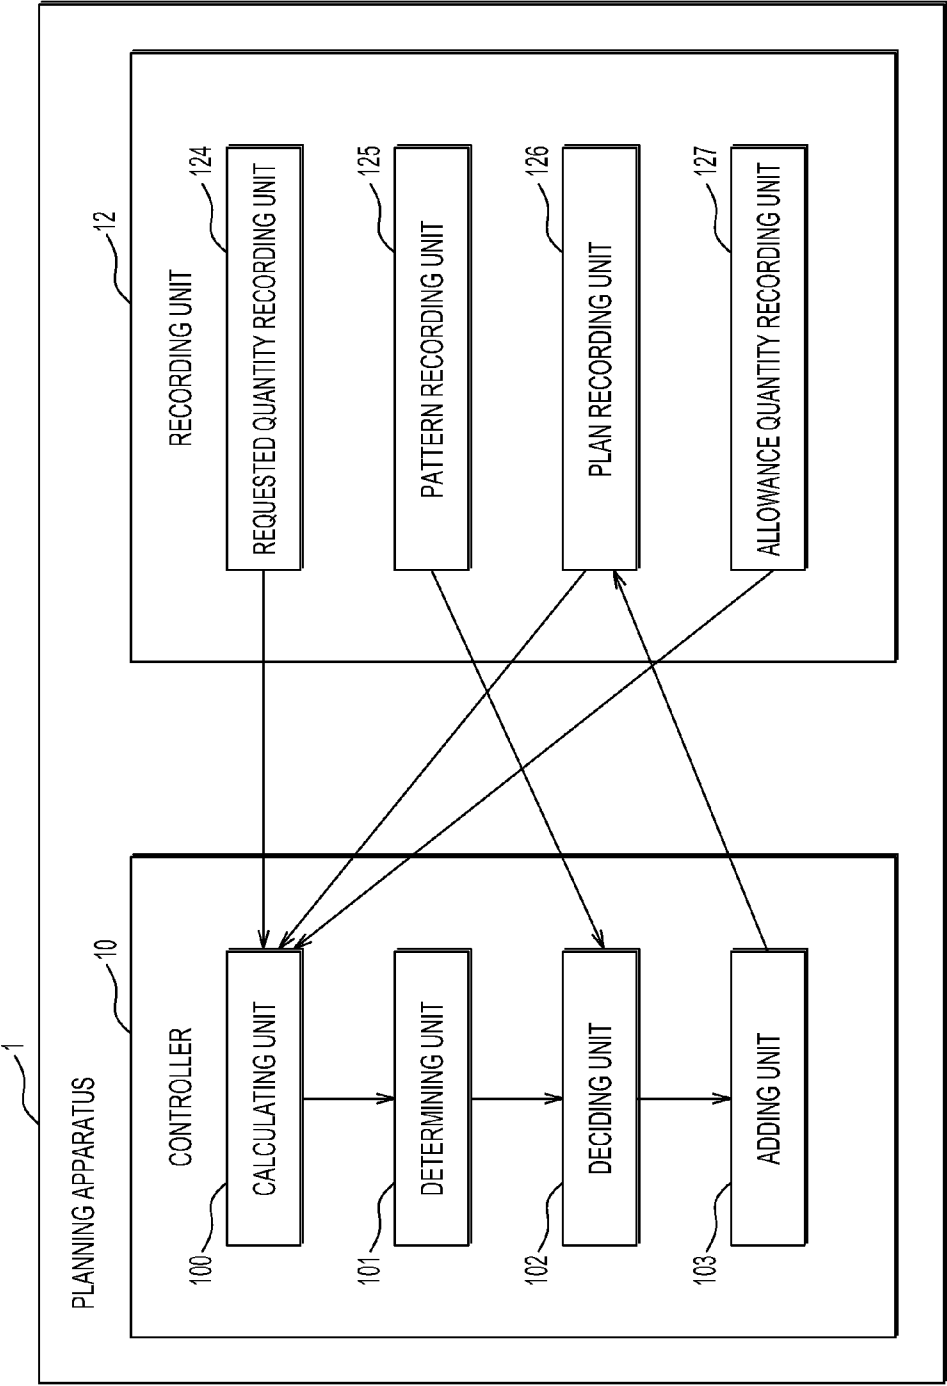 1
PLANNING APPARATUS
10
CONTROLLER
100
CALCULATING UNIT
101
DETERMINING UNIT
102
DECIDING UNIT
103
ADDING UNIT
12
RECORDING UNIT
124
REQUESTED QUANTITY RECORDING UNIT
125
PATTERN RECORDING UNIT
126
PLAN RECORDING UNIT
127
ALLOWANCE QUANTITY RECORDING UNIT